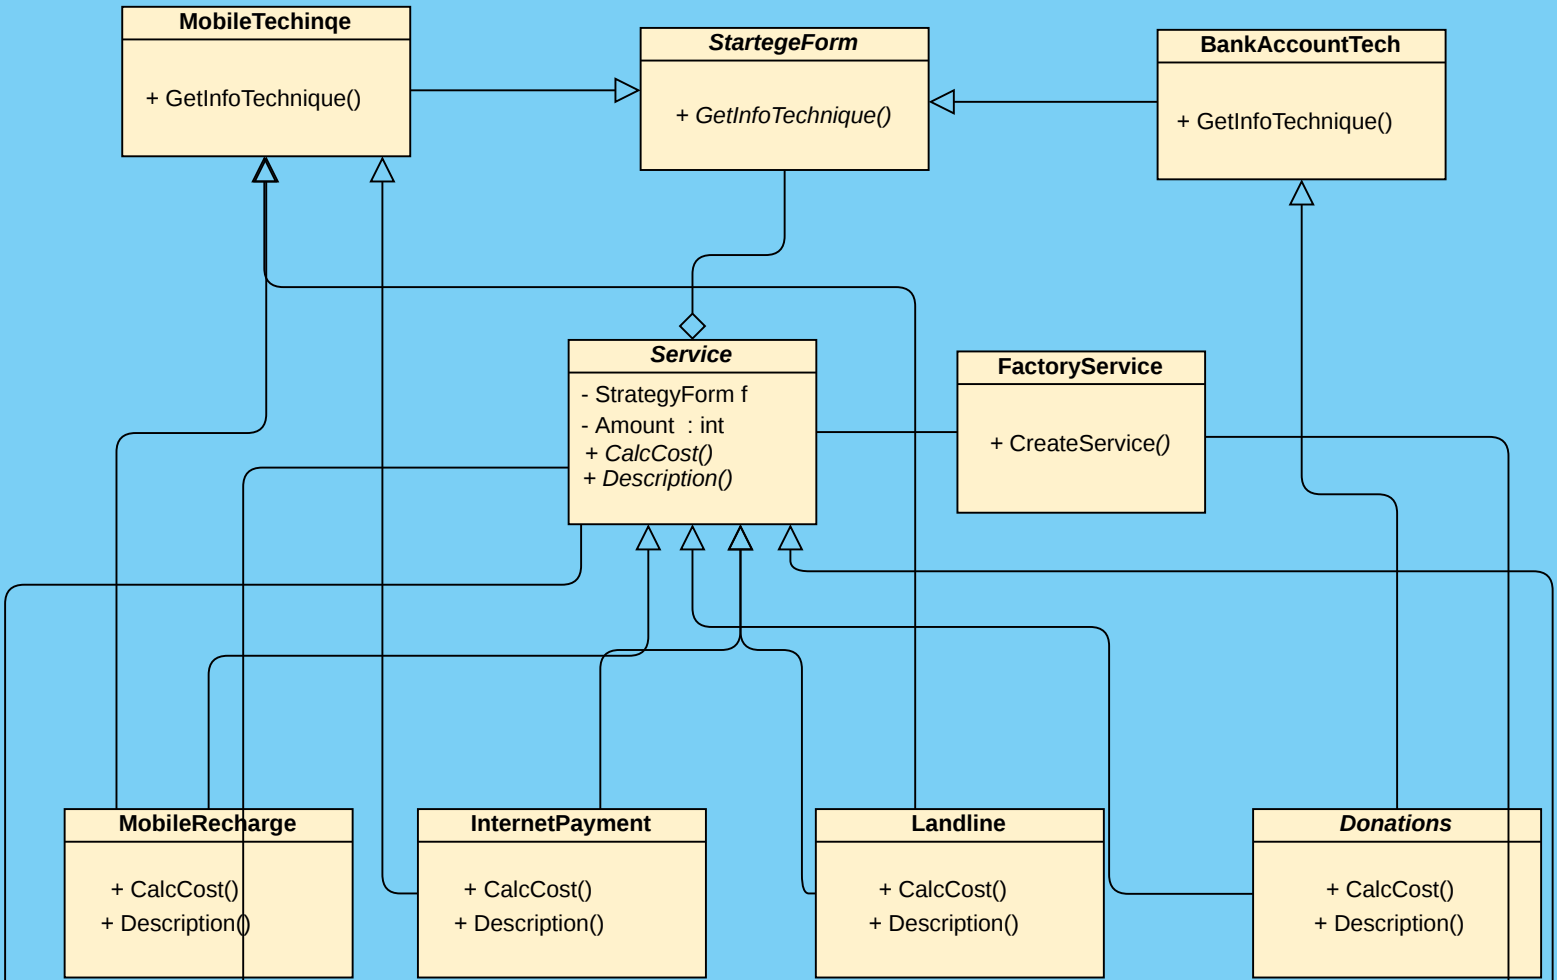 MobileTechinqe
+ GetInfoTechnique()
StartegeForm
+ GetInfoTechnique()
BankAccountTech
+ GetInfoTechnique()
Service
- StrategyForm f
- Amount : int
+ CalcCost()
+ Description()
FactoryService
+ CreateService()
MobileRecharge
+ CalcCost()
+ Description()
InternetPayment
+ CalcCost()
+ Description()
Landline
+ CalcCost()
+ Description()
Donations
+ CalcCost()
+ Description()